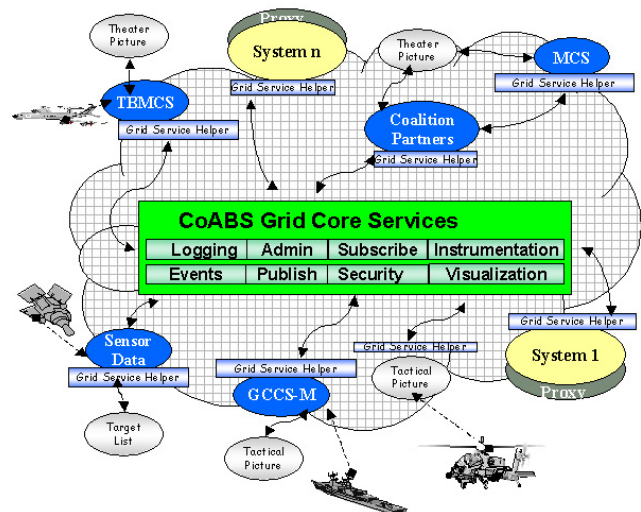 Proxy
System n
Grid Service Helper
Theater
Picture
TBMCS
Grid Service Helper
Theater
Picture
MCS
Grid Service Helper
Coalition
Partners
Grid Service Helper
CoABS Grid Core Services
Logging Admin Subscribe Instrumentation
Events Publish Security Visualization
Sensor
Data
Grid Service Helper
Target
List
Grid Service Helper
GCCS-M
Tactical
Picture
Grid Service Helper
Tactical
Picture
Grid Service Helper
System 1
Proxy